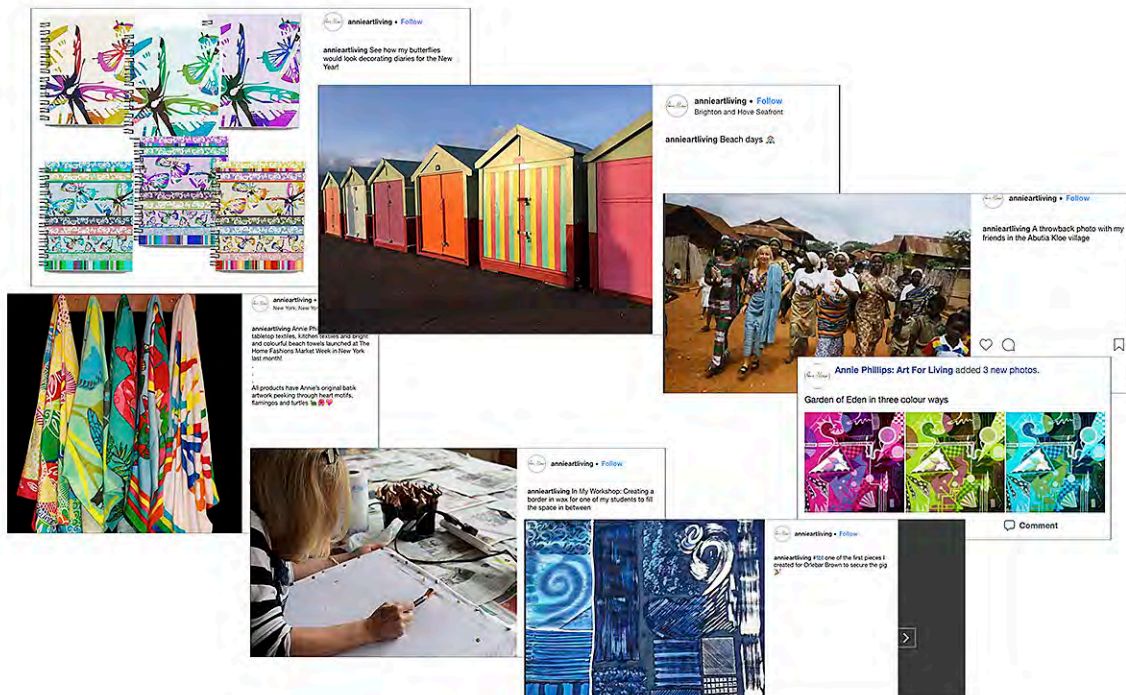 annieartliving • Follow
annieartliving See how my butterflies
would look decorating diaries for the New
Year!
annieartliving • Follow
Brighton and Hove Seafront
annieartliving Beach days
annieartliving • Follow
annieartliving A throwback photo with my
friends in the Abutia Kloe village
annieartliving •
New York, New York
annieartliving Annie
tabletop textiles, kitchen textiles and bright
and colourful beach towels launched at The
Home Fashions Market Week in New York
last month!
.
.
.
All products have Annie's original batik
artwork peeking through heart motifs,
flamingos and turtles
Annie Phillips: Art For Living added 3 new photos.
Garden of Eden in three colour ways
Comment
annieartliving • Follow
annieartliving In My Workshop: Creating a
border in wax for one of my students to fill
the space in between
annieartliving • Follow
annieartliving #tbt one of the first pieces I
created for Orlebar Brown to secure the gig